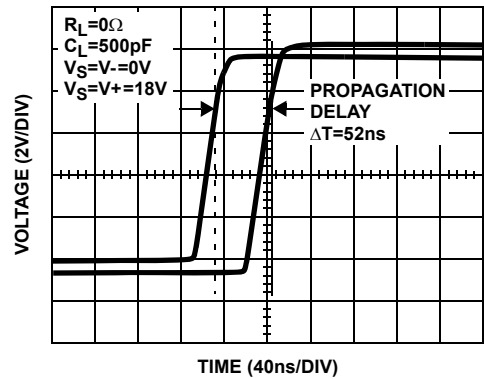 R_L=0Ω
C_L=500pF
V_S=V-=0V
V_S=V+=18V
PROPAGATION
DELAY
ΔT=52ns
VOLTAGE (2V/DIV)
TIME (40ns/DIV)